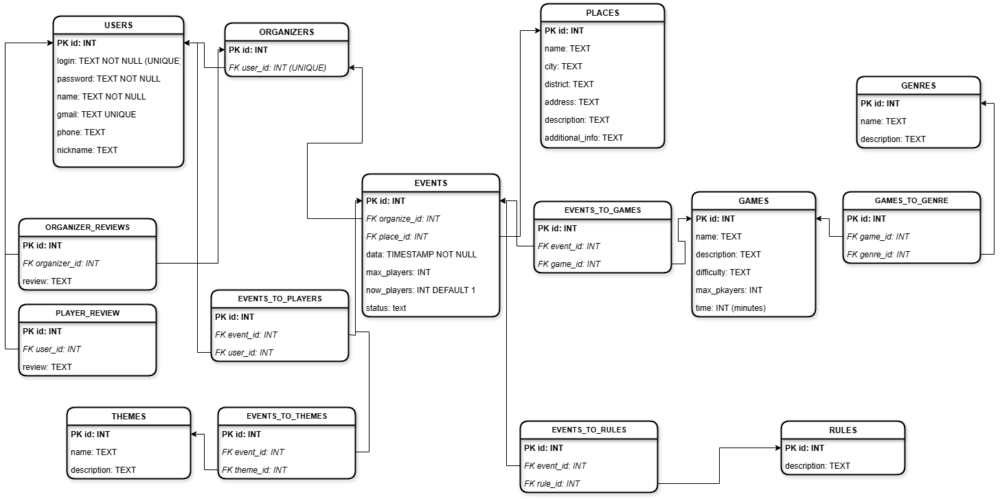 USERS
PK id: INT
login: TEXT NOT NULL (UNIQUE)
password: TEXT NOT NULL
name: TEXT NOT NULL
gmail: TEXT UNIQUE
phone: TEXT
nickname: TEXT
ORGANIZERS
PK id: INT
FK user_id: INT (UNIQUE)
PLACES
PK id: INT
name: TEXT
city: TEXT
district: TEXT
address: TEXT
description: TEXT
additional_info: TEXT
GENRES
PK id: INT
name: TEXT
description: TEXT
EVENTS
PK id: INT
FK organize_id: INT
FK place_id: INT
data: TIMESTAMP NOT NULL
max_players: INT
now_players: INT DEFAULT 1
status: text
EVENTS_TO_GAMES
PK id: INT
FK event_id: INT
FK game_id: INT
GAMES
PK id: INT
name: TEXT
description: TEXT
difficulty: TEXT
max_pkayers: INT
time: INT (minutes)
GAMES_TO_GENRE
PK id: INT
FK game_id: INT
FK genre_id: INT
ORGANIZER_REVIEWS
PK id: INT
FK organizer_id: INT
review: TEXT
PLAYER_REVIEW
PK id: INT
FK user_id: INT
review: TEXT
EVENTS_TO_PLAYERS
PK id: INT
FK event_id: INT
FK user_id: INT
THEMES
PK id: INT
name: TEXT
description: TEXT
EVENTS_TO_THEMES
PK id: INT
FK event_id: INT
FK theme_id: INT
EVENTS_TO_RULES
PK id: INT
FK event_id: INT
FK rule_id: INT
RULES
PK id: INT
description: TEXT